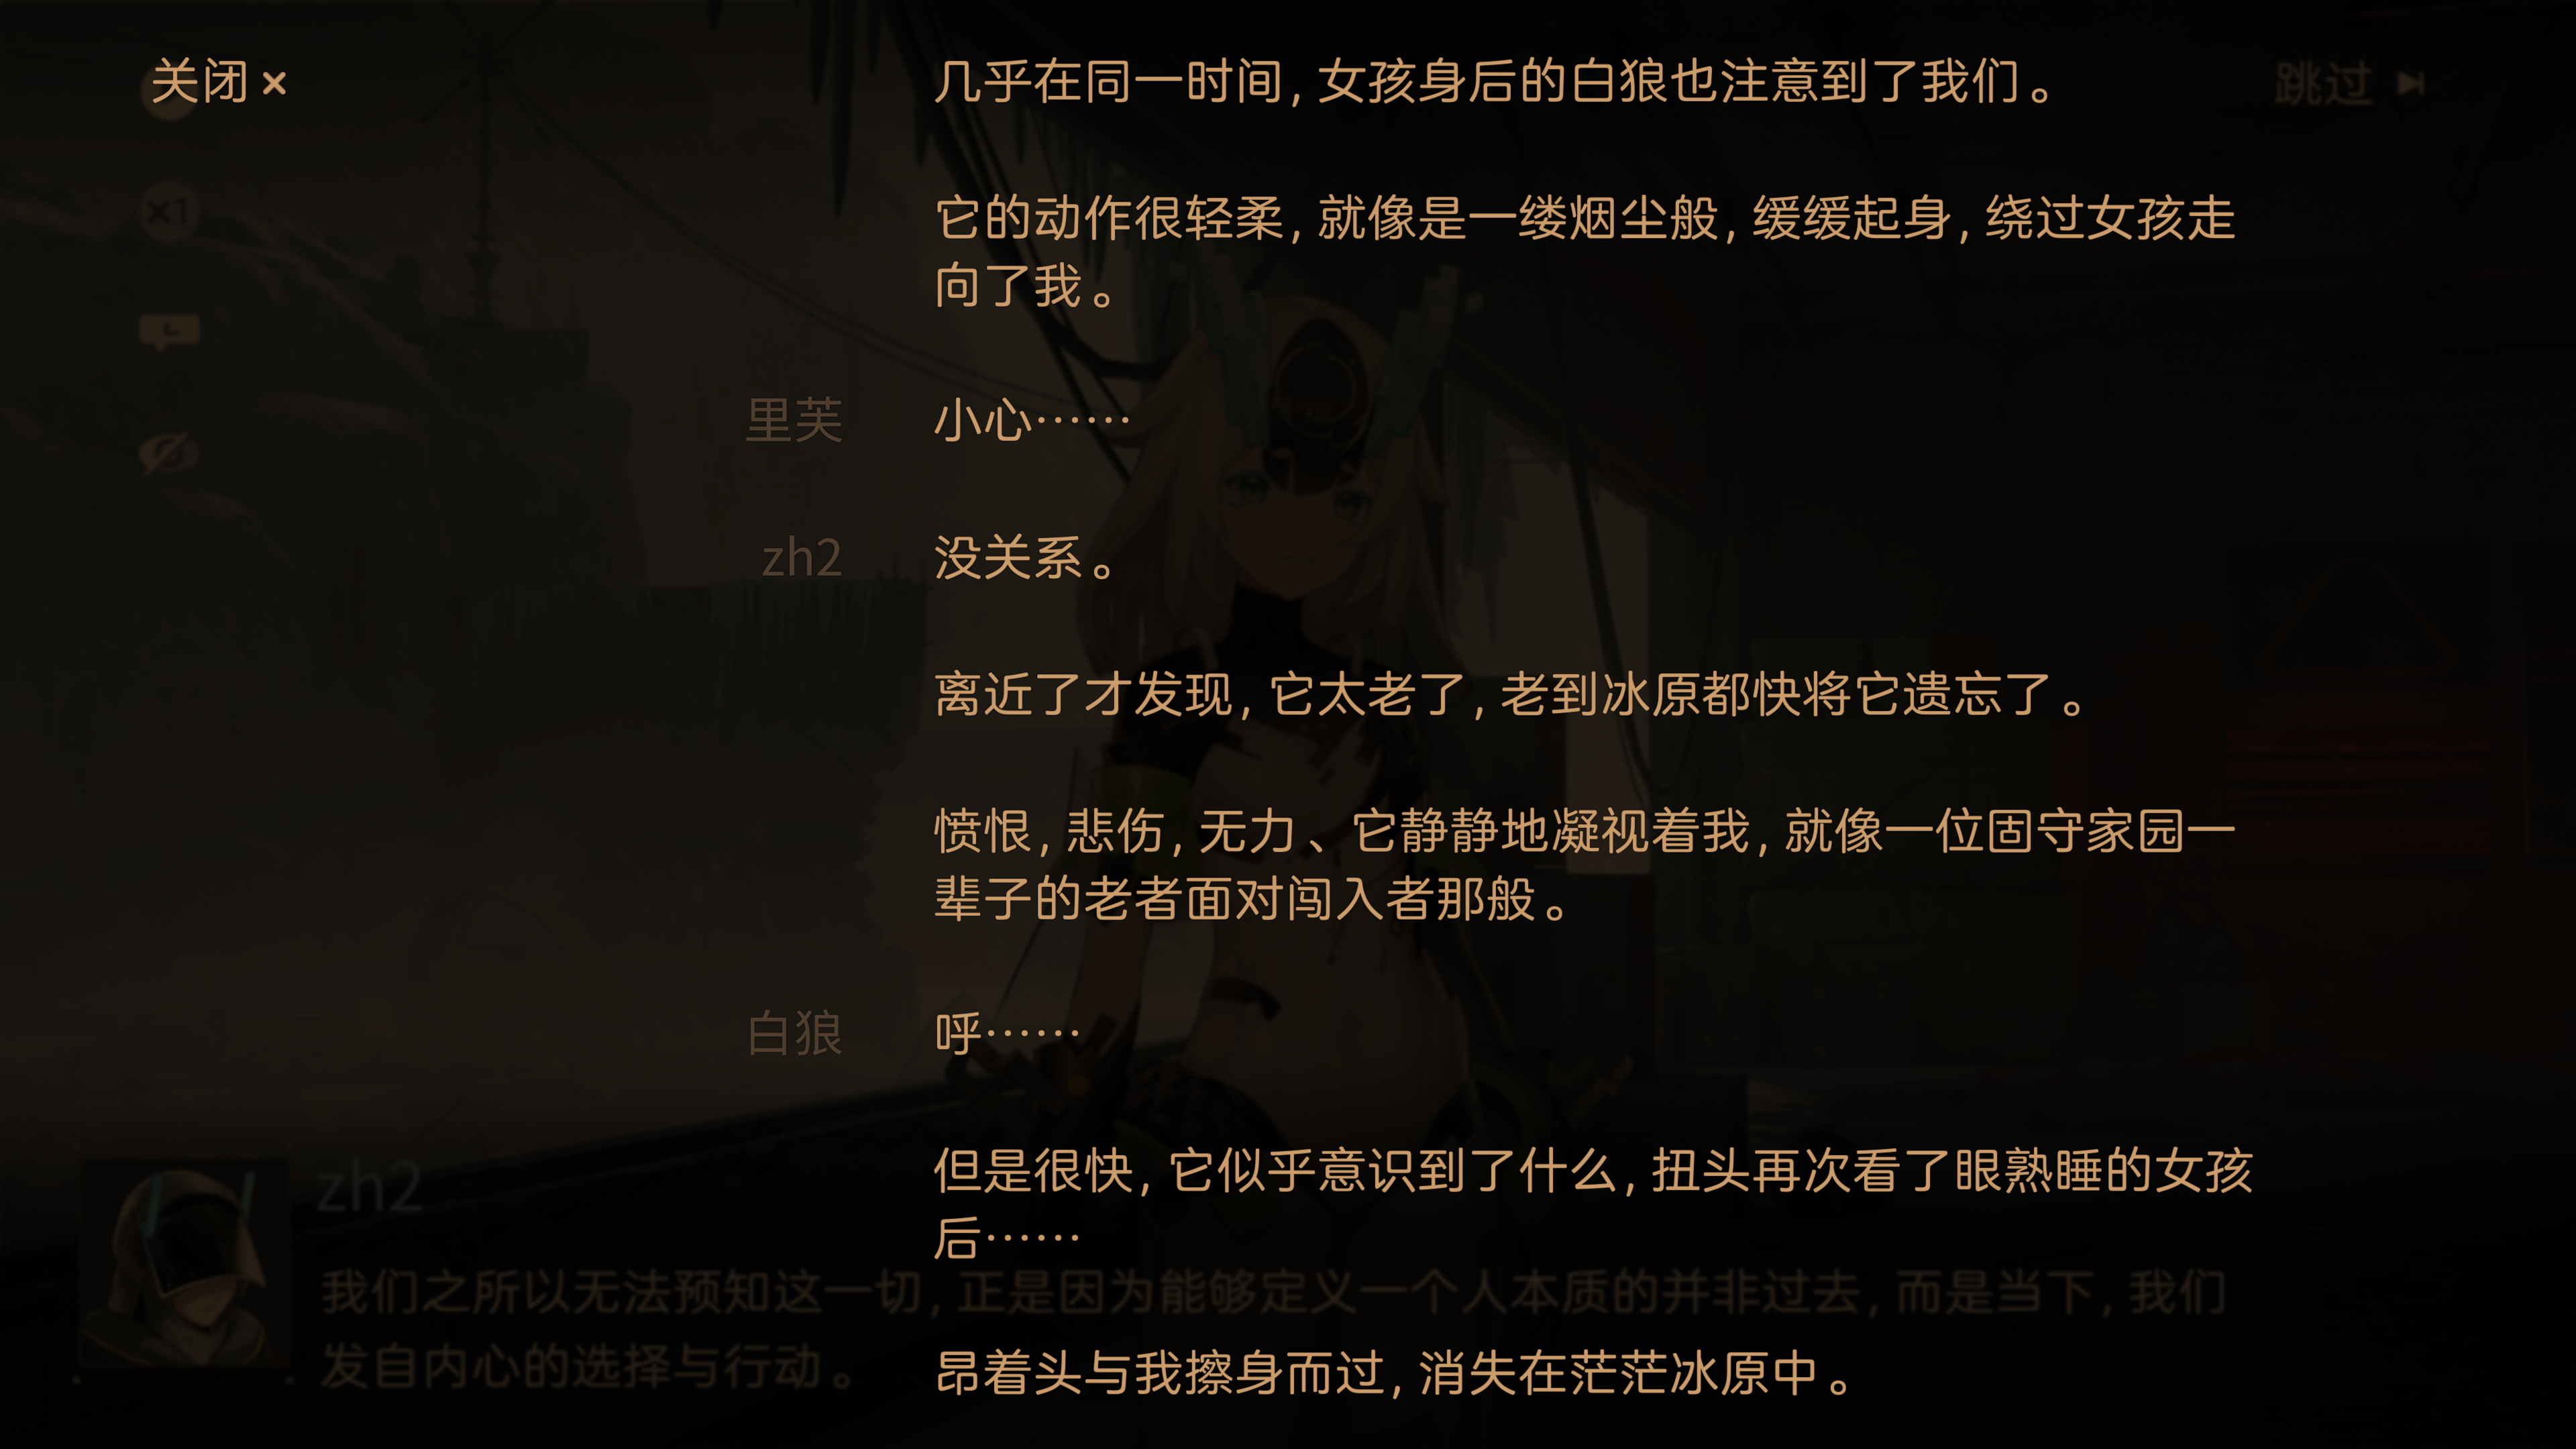 关闭 ×
跳过
×1
几乎在同一时间，女孩身后的白狼也注意到了我们。
它的动作很轻柔，就像是一缕烟尘般，缓缓起身，绕过女孩走
向了我。
里芙
小心……
zh2
没关系。
离近了才发现，它太老了，老到冰原都快将它遗忘了。
愤恨，悲伤，无力、它静静地凝视着我，就像一位固守家园一
辈子的老者面对闯入者那般。
白狼
呼……
但是很快，它似乎意识到了什么，扭头再次看了眼熟睡的女孩
后……
昂着头与我擦身而过，消失在茫茫冰原中。
zh2
我们之所以无法预知这一切，正是因为能够定义一个人本质的并非过去，而是当下，我们
发自内心的选择与行动。